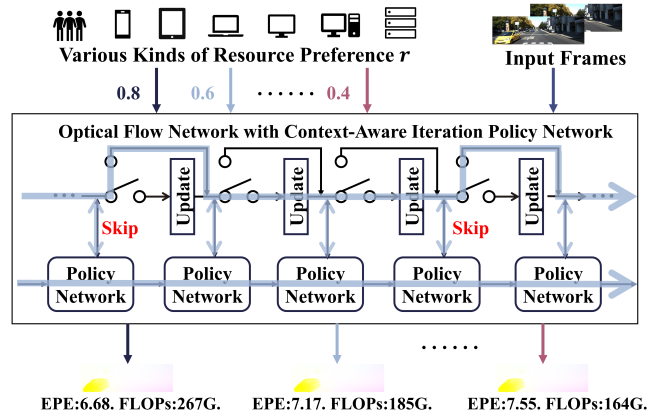 Various Kinds of Resource Preference r
Input Frames
0.8
0.6
......
0.4
Optical Flow Network with Context-Aware Iteration Policy Network
...
Update
Update
Update
Update
...
Skip
Skip
Policy Network
Policy Network
Policy Network
Policy Network
Policy Network
......
EPE:6.68. FLOPs:267G.
EPE:7.17. FLOPs:185G.
EPE:7.55. FLOPs:164G.